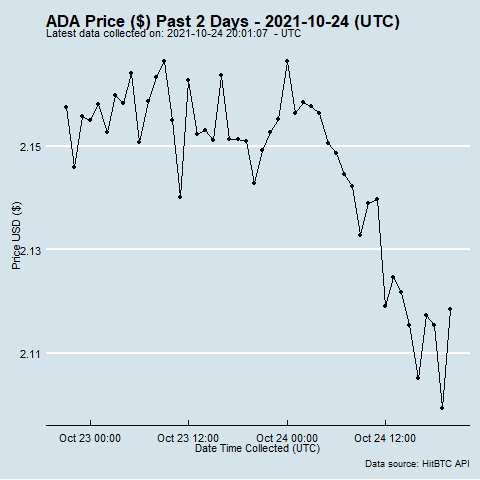 ADA Price ($) Past 2 Days - 2021-10-24 (UTC)
Latest data collected on: 2021-10-24 20:01:07 - UTC
Price USD ($)
2.15
2.13
2.11
Oct 23 00:00 Oct 23 12:00 Oct 24 00:00 Oct 24 12:00
Date Time Collected (UTC)
Data source: HitBTC API